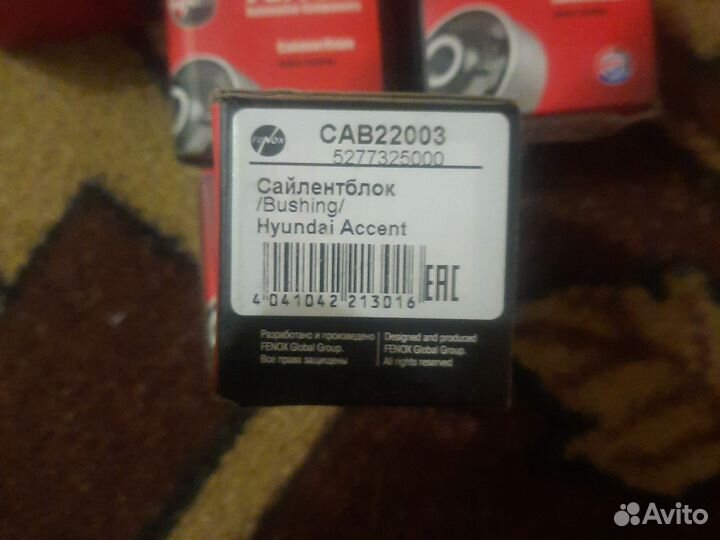 FENOX
CAB22003
5277325000
Сайлентблок
/Bushing/
Hyundai Accent
4 041042 213016
EAC
Разработано и произведено
FENOX Global Group.
Все права защищены
Designed and produced
FENOX Global Group.
All rights reserved
Avito